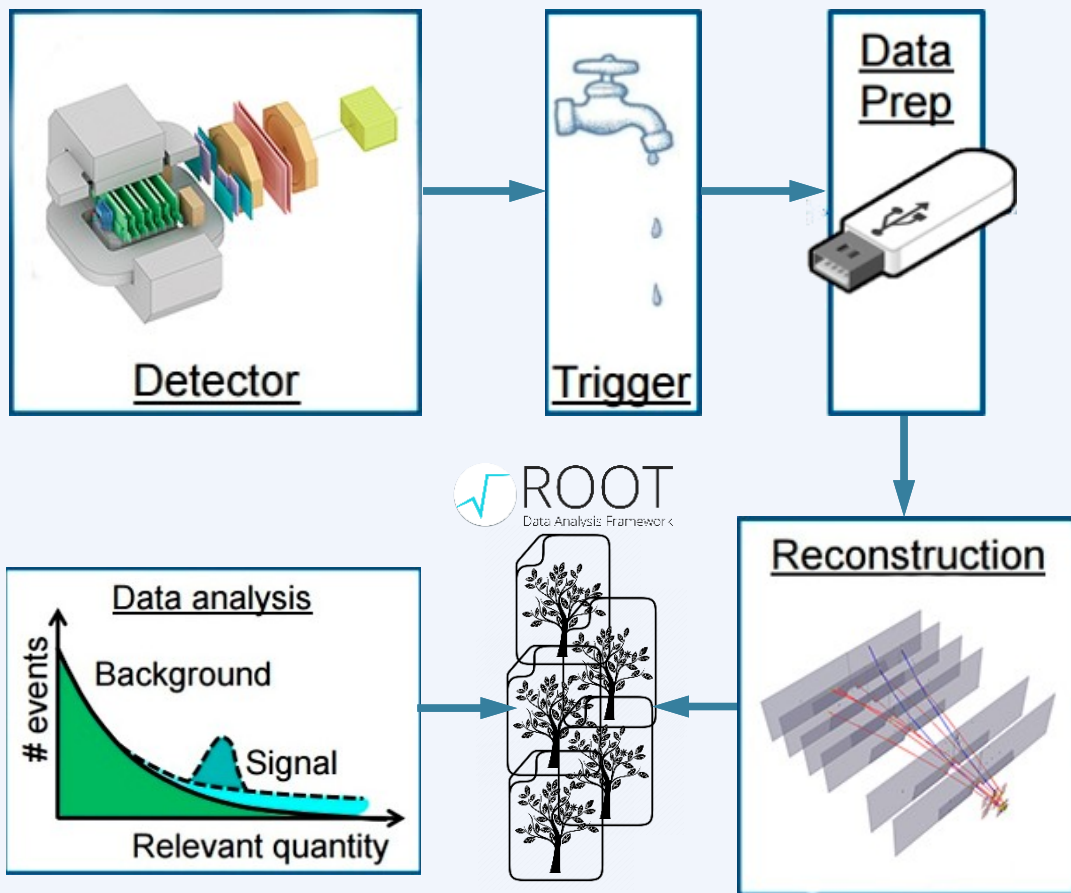 Detector
Trigger
Data
Prep
ROOT
Data Analysis Framework
Reconstruction
Data analysis
# events
Background
Signal
Relevant quantity